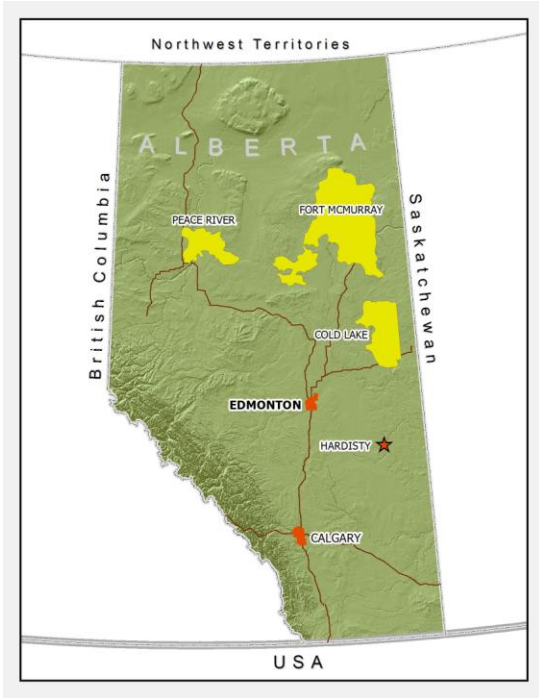 Northwest Territories
ALBERTA
British Columbia
Saskatchewan
PEACE RIVER
FORT MCMURRAY
COLD LAKE
EDMONTON
HARDISTY
CALGARY
USA